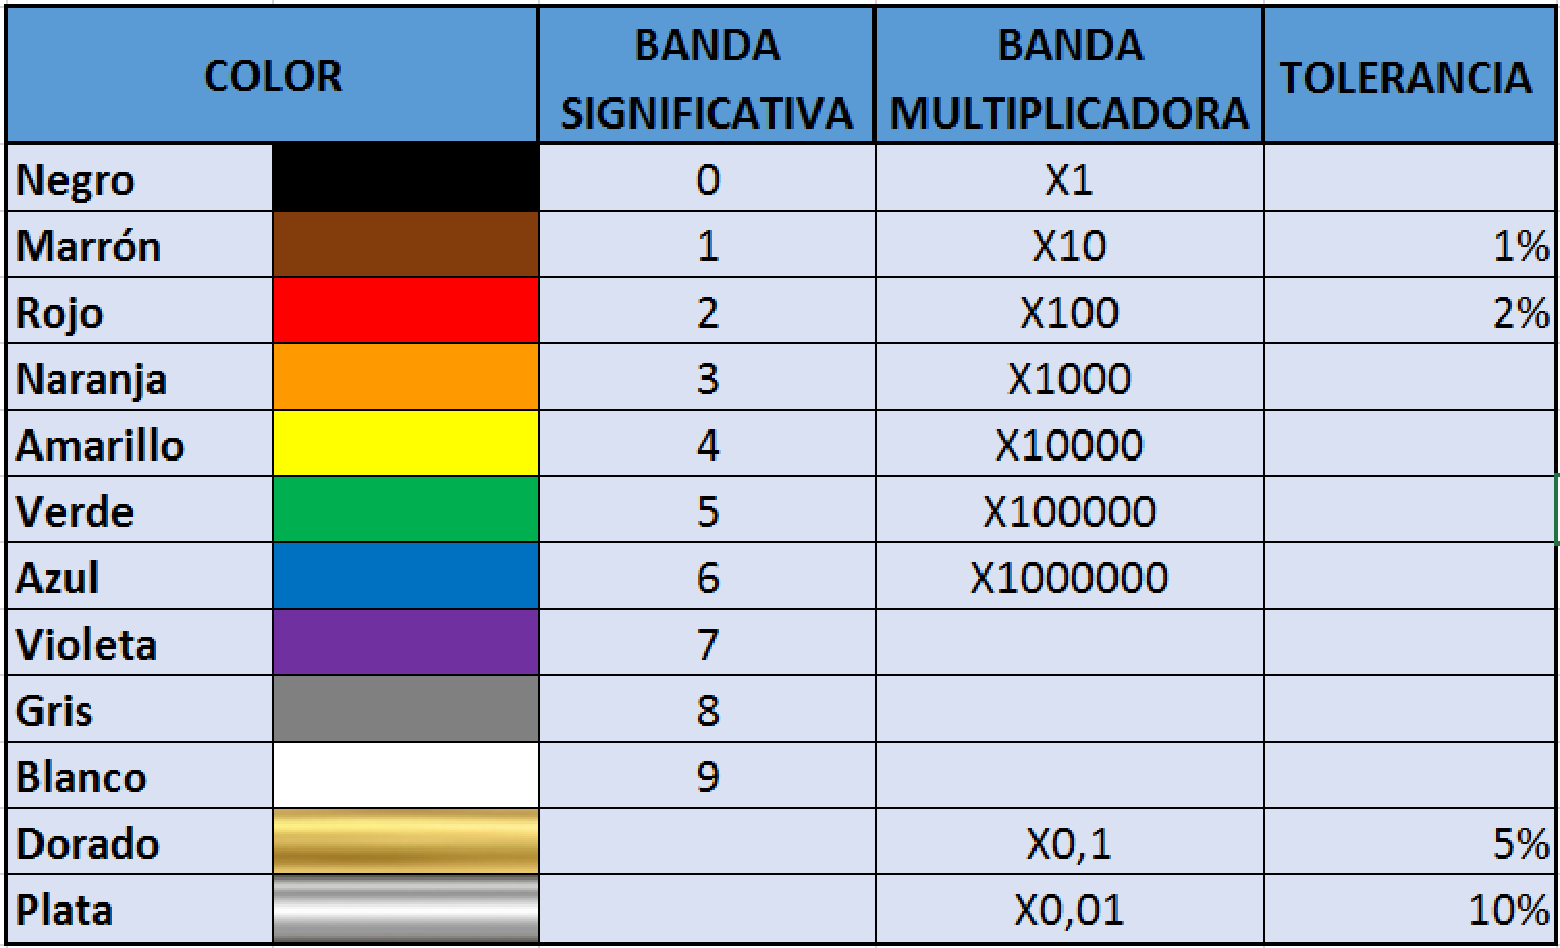 COLOR BANDA SIGNIFICATIVA BANDA MULTIPLICADORA TOLERANCIA
Negro 0 X1
Marrón 1 X10 1%
Rojo 2 X100 2%
Naranja 3 X1000
Amarillo 4 X10000
Verde 5 X100000
Azul 6 X1000000
Violeta 7
Gris 8
Blanco 9
Dorado X0,1 5%
Plata X0,01 10%